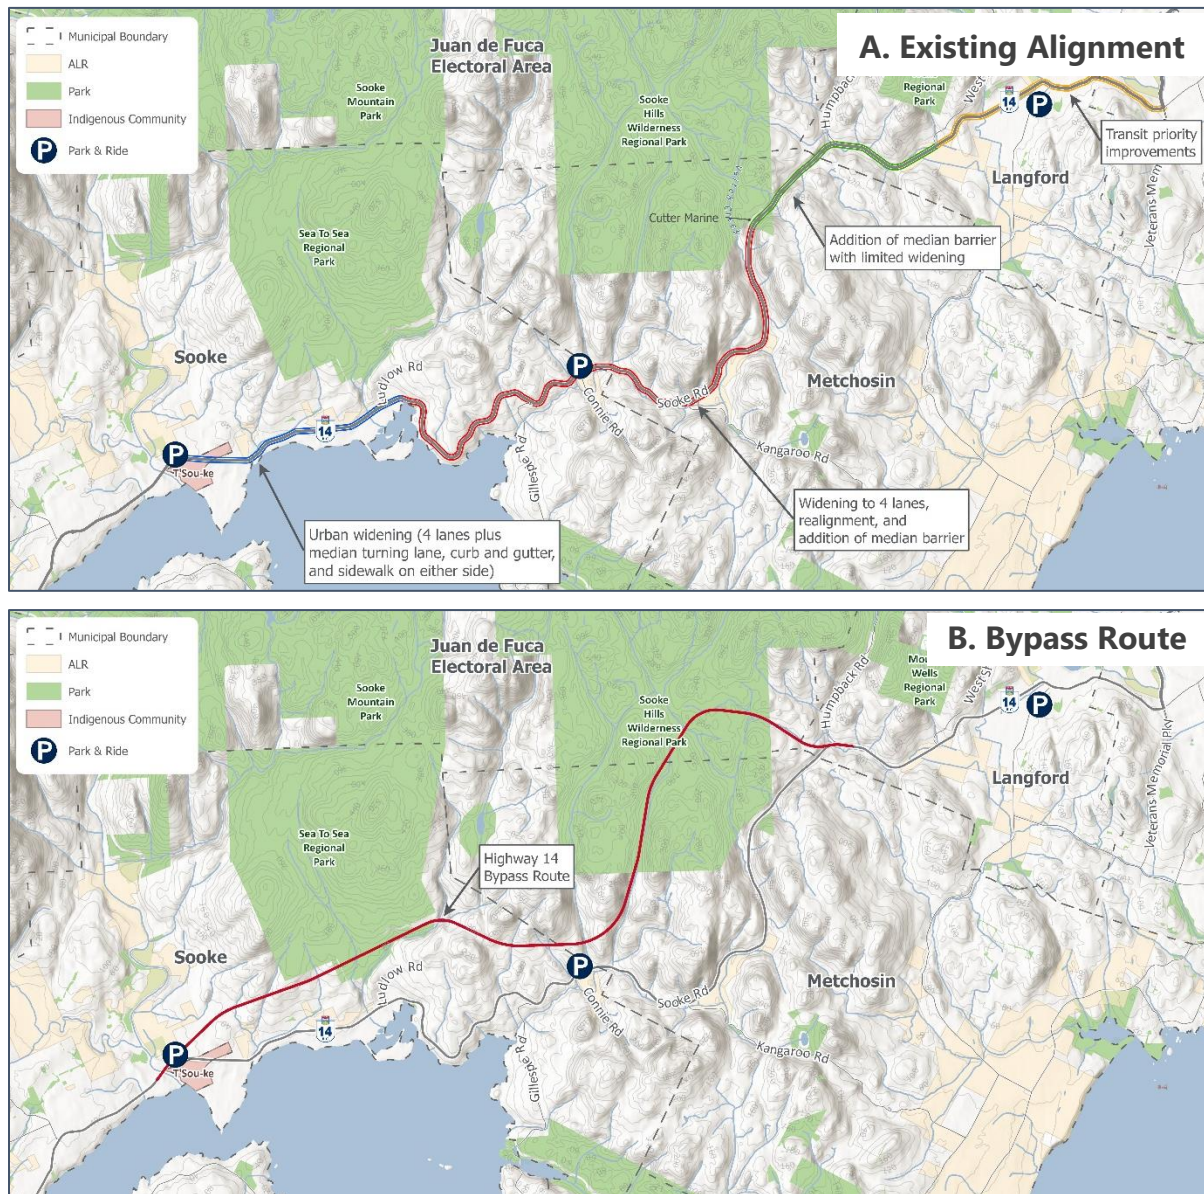 A. Existing Alignment
Municipal Boundary
ALR
Park
Indigenous Community
P Park & Ride
Juan de Fuca
Electoral Area
Sooke
Mountain
Park
Sooke
Hills
Wilderness
Regional Park
Humpback Rd
Regional
Park
14
P
Transit priority
improvements
Langford
Veterans Memorial
Cutter Marine
Sea To Sea
Regional
Park
Addition of median barrier
with limited widening
Sooke
Ludlow Rd
P
Metchosin
Sooke Rd
Connie Rd
14
Kangaroo Rd
Gillespie Rd
P
T'Sou-ke
Widening to 4 lanes,
realignment, and
addition of median barrier
Urban widening (4 lanes plus
median turning lane, curb and gutter,
and sidewalk on either side)
B. Bypass Route
Municipal Boundary
ALR
Park
Indigenous Community
P Park & Ride
Juan de Fuca
Electoral Area
Sooke
Mountain
Park
Sooke
Hills
Wilderness
Regional Park
Humpback Rd
Wells
Regional
Park
14
P
Langford
Veterans Memorial Pky
Sea To Sea
Regional
Park
Highway 14
Bypass Route
Sooke
Ludlow Rd
P
Metchosin
Sooke Rd
Connie Rd
14
Kangaroo Rd
Gillespie Rd
P
T'Sou-ke